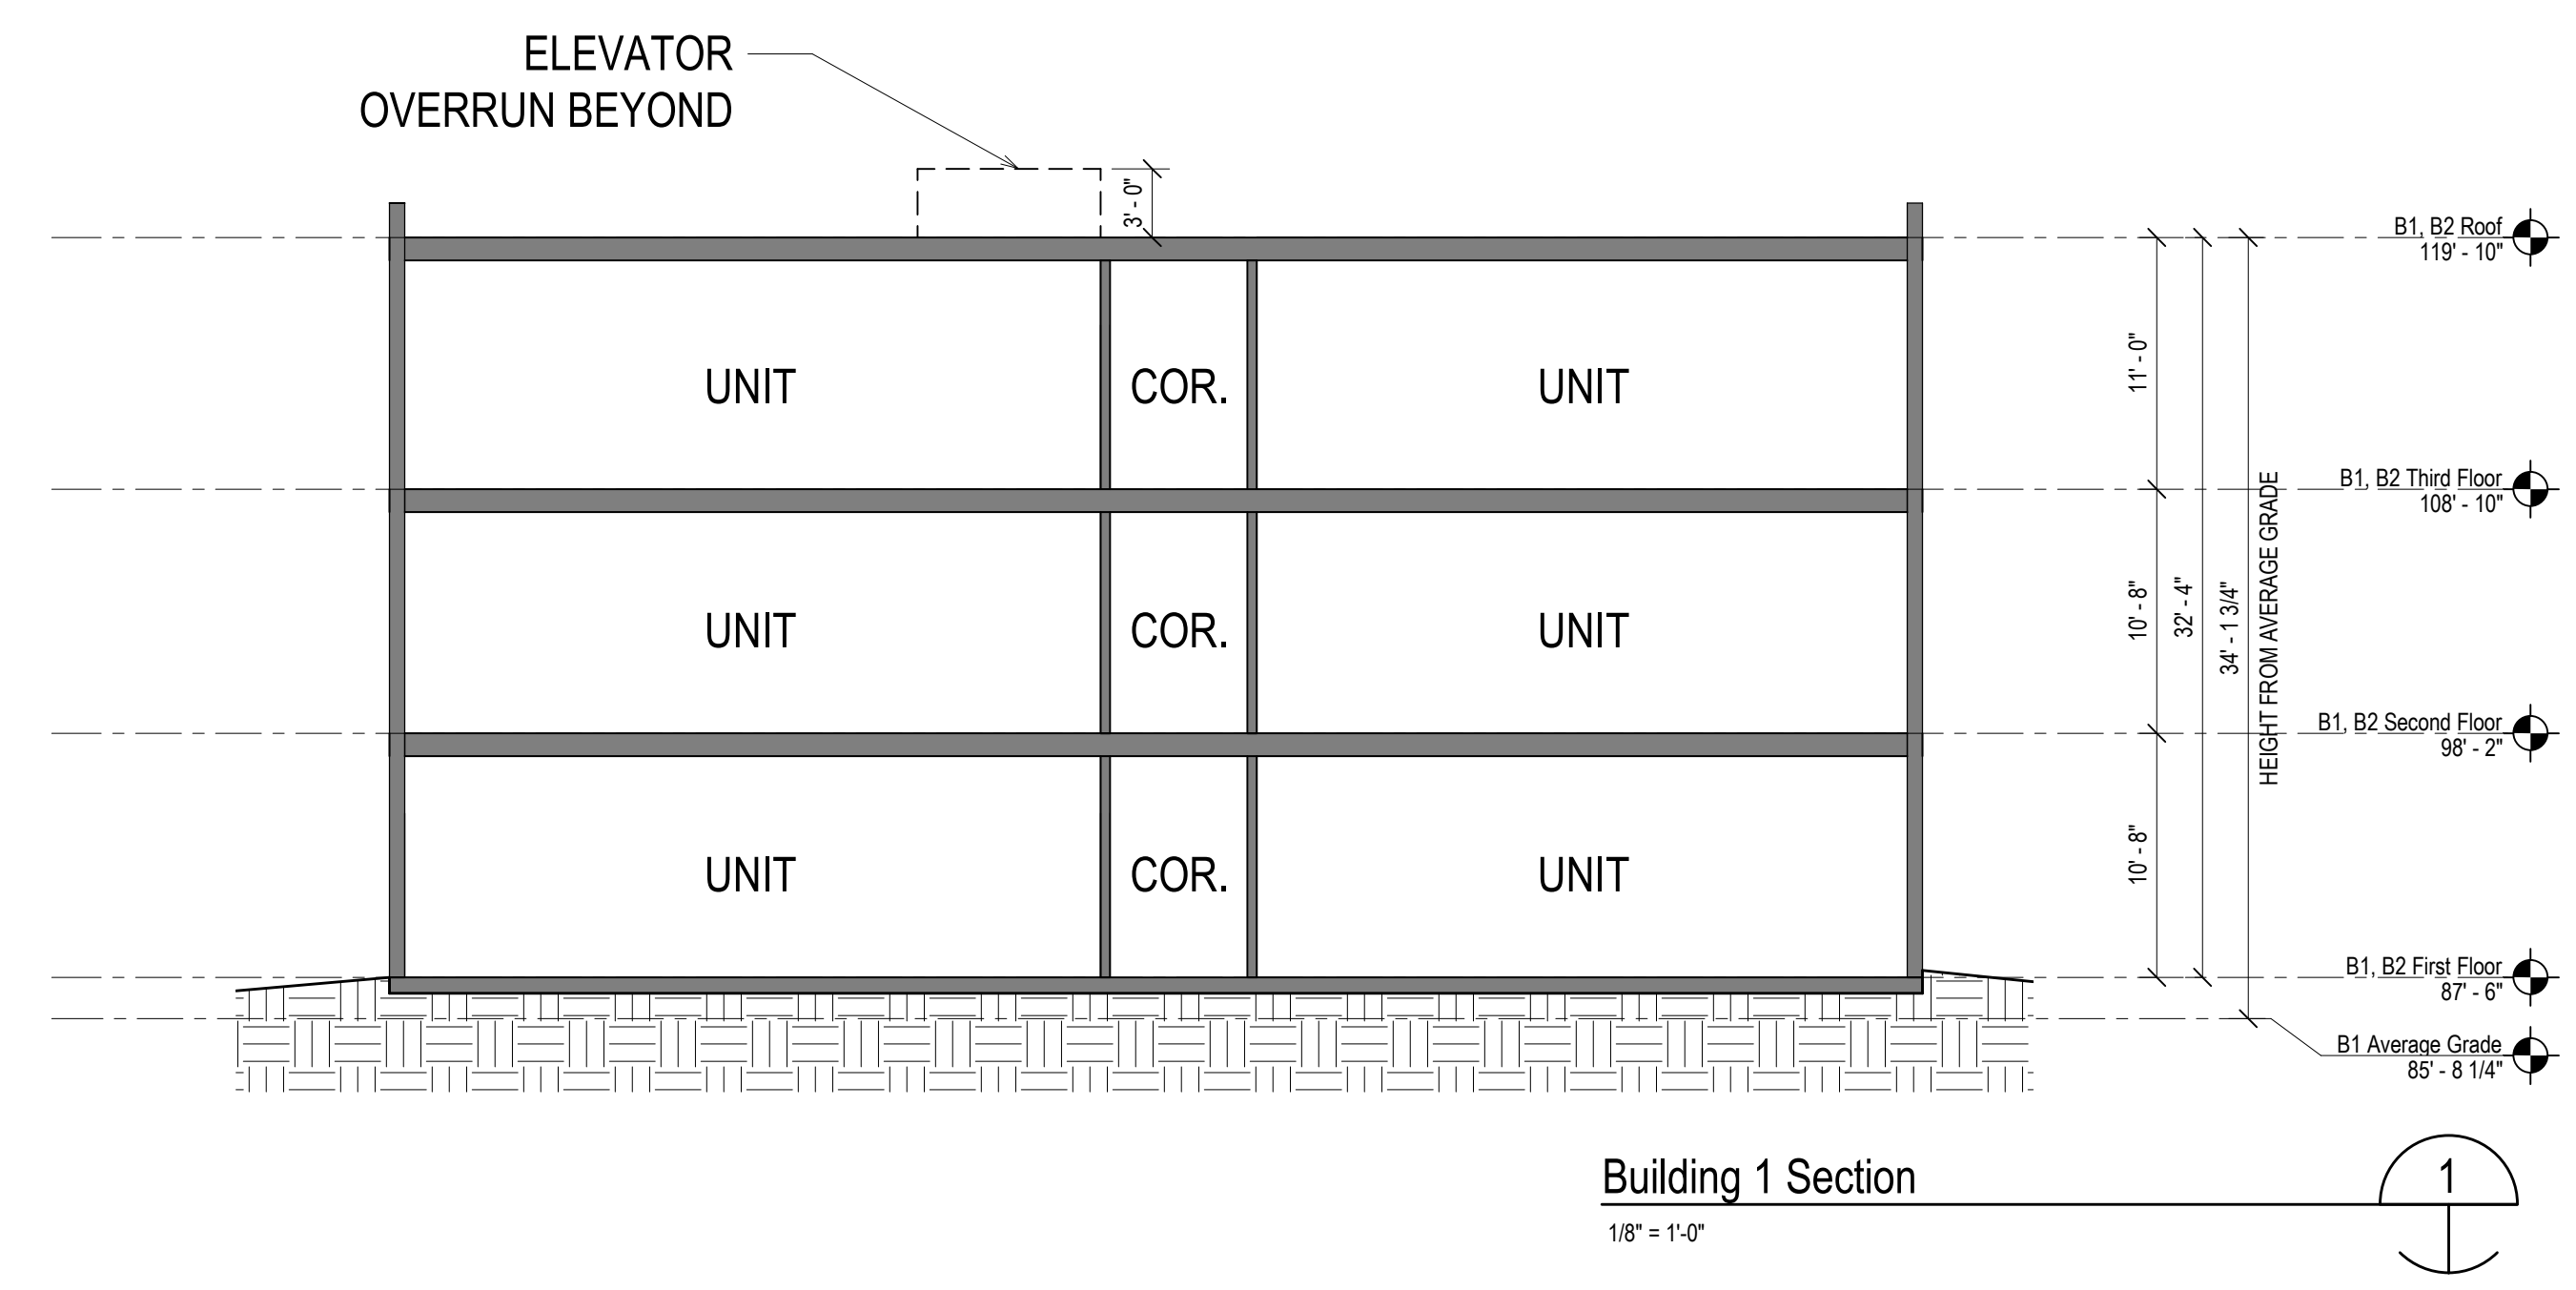 ELEVATOR
OVERRUN BEYOND
3' - 0"
B1, B2 Roof
119' - 10"
UNIT
COR.
UNIT
11' - 0"
B1, B2 Third Floor
108' - 10"
UNIT
COR.
UNIT
10' - 8"
32' - 4"
34' - 1 3/4"
HEIGHT FROM AVERAGE GRADE
B1, B2 Second Floor
98' - 2"
UNIT
COR.
UNIT
10' - 8"
B1, B2 First Floor
87' - 6"
B1 Average Grade
85' - 8 1/4"
Building 1 Section
1
1/8" = 1'-0"